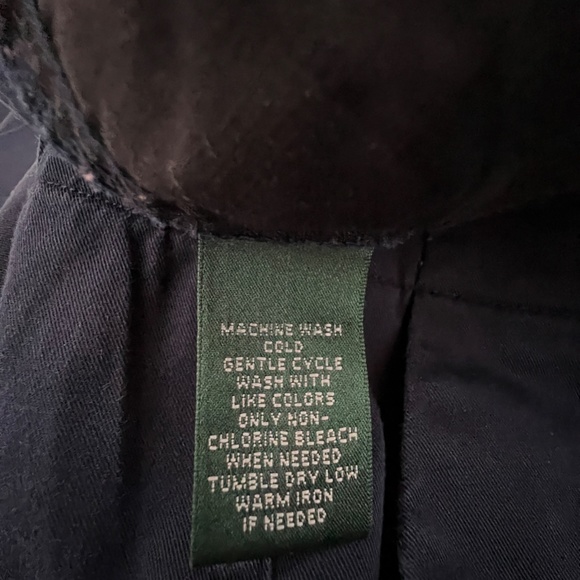 MACHINE WASH
COLD
GENTLE CYCLE
WASH WITH
LIKE COLORS
ONLY NON-
CHLORINE BLEACH
WHEN NEEDED
TUMBLE DRY LOW
WARM IRON
IF NEEDED